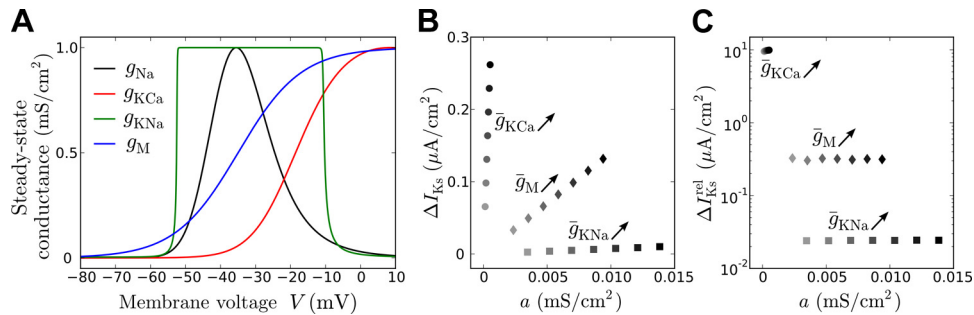 A
Steady-state
conductance (mS/cm²)
1.0
0.5
0
g_Na
g_KCa
g_KNa
g_M
−80 −70 −60 −50 −40 −30 −20 −10 0 10
Membrane voltage V (mV)
B
ΔI_Ks (μA/cm²)
0.3
0.2
0.1
0
ḡ_KCa
ḡ_M
ḡ_KNa
0 0.005 0.01 0.015
a (mS/cm²)
C
ΔI_Ks^rel (μA/cm²)
10¹
10⁰
10⁻¹
10⁻²
ḡ_KCa
ḡ_M
ḡ_KNa
0 0.005 0.01 0.015
a (mS/cm²)